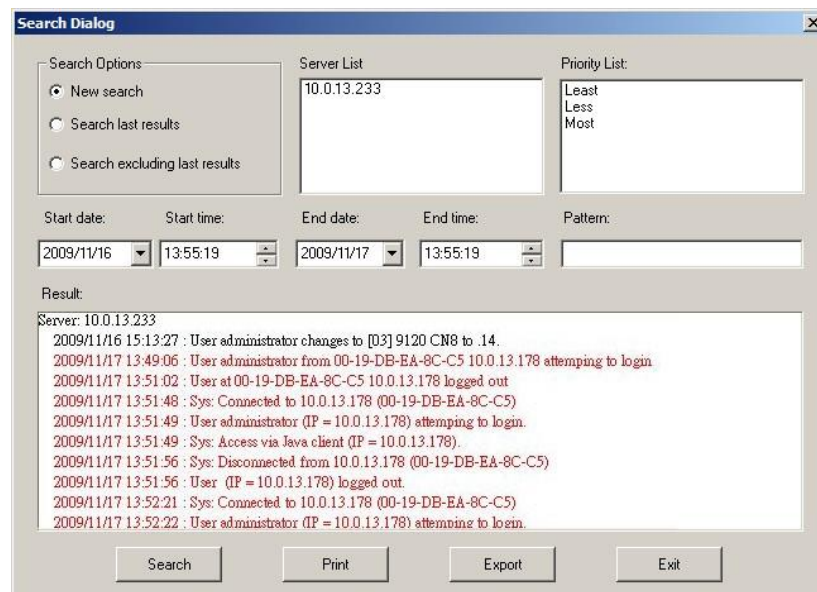 Search Dialog
Search Options
New search
Search last results
Search excluding last results
Server List
10.0.13.233
Priority List:
Least
Less
Most
Start date:
Start time:
End date:
End time:
Pattern:
2009/11/16
13:55:19
2009/11/17
13:55:19
Result:
Server: 10.0.13.233
2009/11/16 15:13:27 : User administrator changes to [03] 9120 CN8 to .14.
2009/11/17 13:49:06 : User administrator from 00-19-DB-EA-8C-C5 10.0.13.178 attemping to login
2009/11/17 13:51:02 : User at 00-19-DB-EA-8C-C5 10.0.13.178 logged out
2009/11/17 13:51:48 : Sys: Connected to 10.0.13.178 (00-19-DB-EA-8C-C5)
2009/11/17 13:51:49 : User administrator (IP = 10.0.13.178) attemping to login.
2009/11/17 13:51:49 : Sys: Access via Java client (IP = 10.0.13.178).
2009/11/17 13:51:56 : Sys: Disconnected from 10.0.13.178 (00-19-DB-EA-8C-C5)
2009/11/17 13:51:56 : User (IP = 10.0.13.178) logged out.
2009/11/17 13:52:21 : Sys: Connected to 10.0.13.178 (00-19-DB-EA-8C-C5)
2009/11/17 13:52:22 : User administrator (IP = 10.0.13.178) attemping to login.
Search
Print
Export
Exit